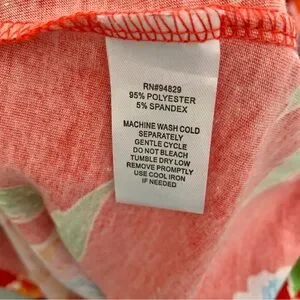 RN#94829
95% POLYESTER
5% SPANDEX
MACHINE WASH COLD
SEPARATELY
GENTLE CYCLE
DO NOT BLEACH
TUMBLE DRY LOW
REMOVE PROMPTLY
USE COOL IRON
IF NEEDED